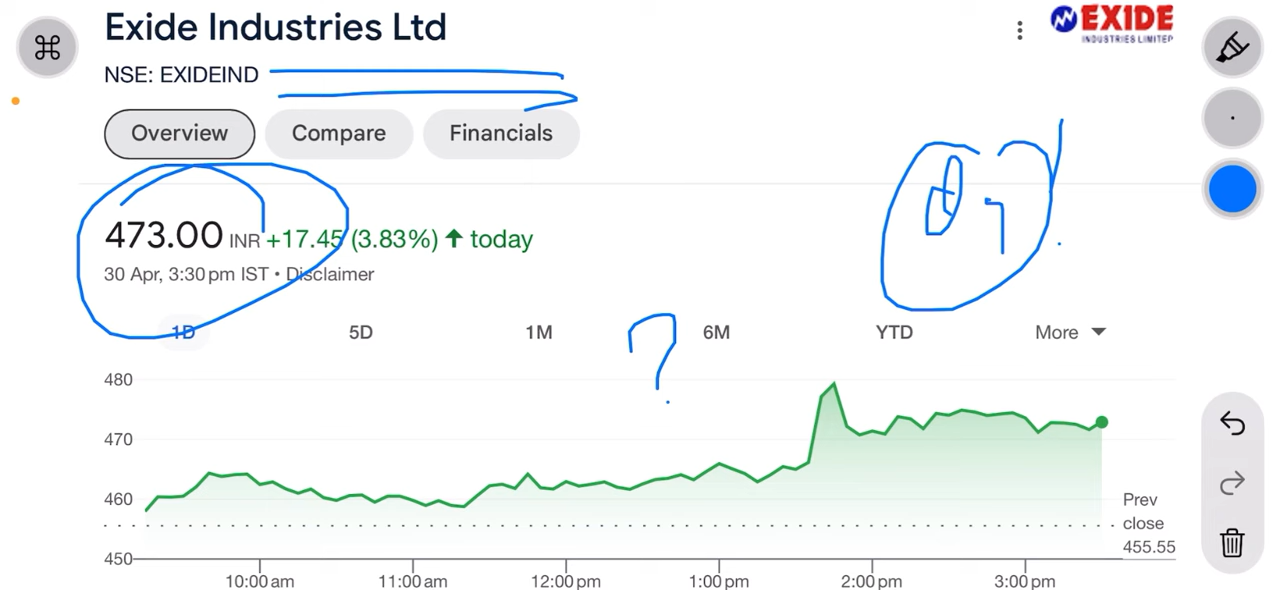 Exide Industries Ltd
EXIDE
INDUSTRIES LIMITED
NSE: EXIDEIND
Overview Compare Financials
473.00 INR +17.45 (3.83%) ↑ today
30 Apr, 3:30 pm IST • Disclaimer
1D 5D 1M 6M YTD More
?
480
470
460
450
Prev
close
455.55
10:00 am 11:00 am 12:00 pm 1:00 pm 2:00 pm 3:00 pm